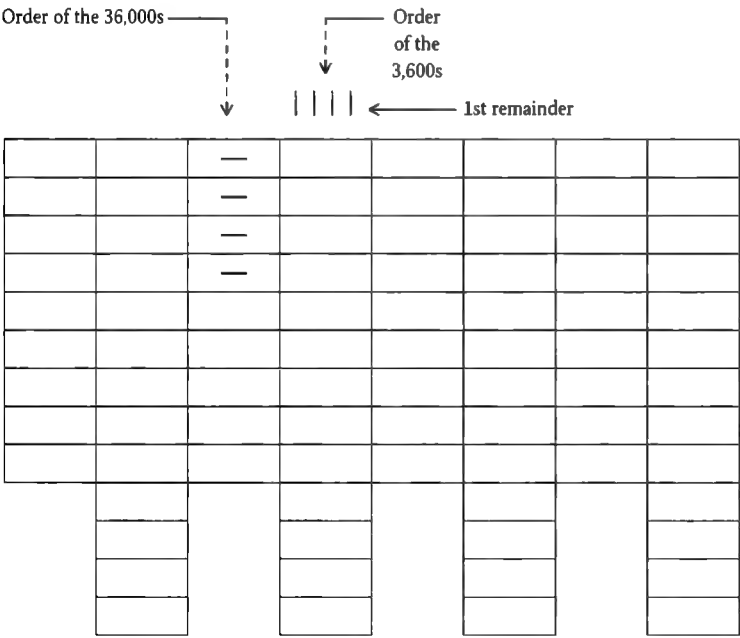 Order of the 36,000s
Order
of the
3,600s
1st remainder